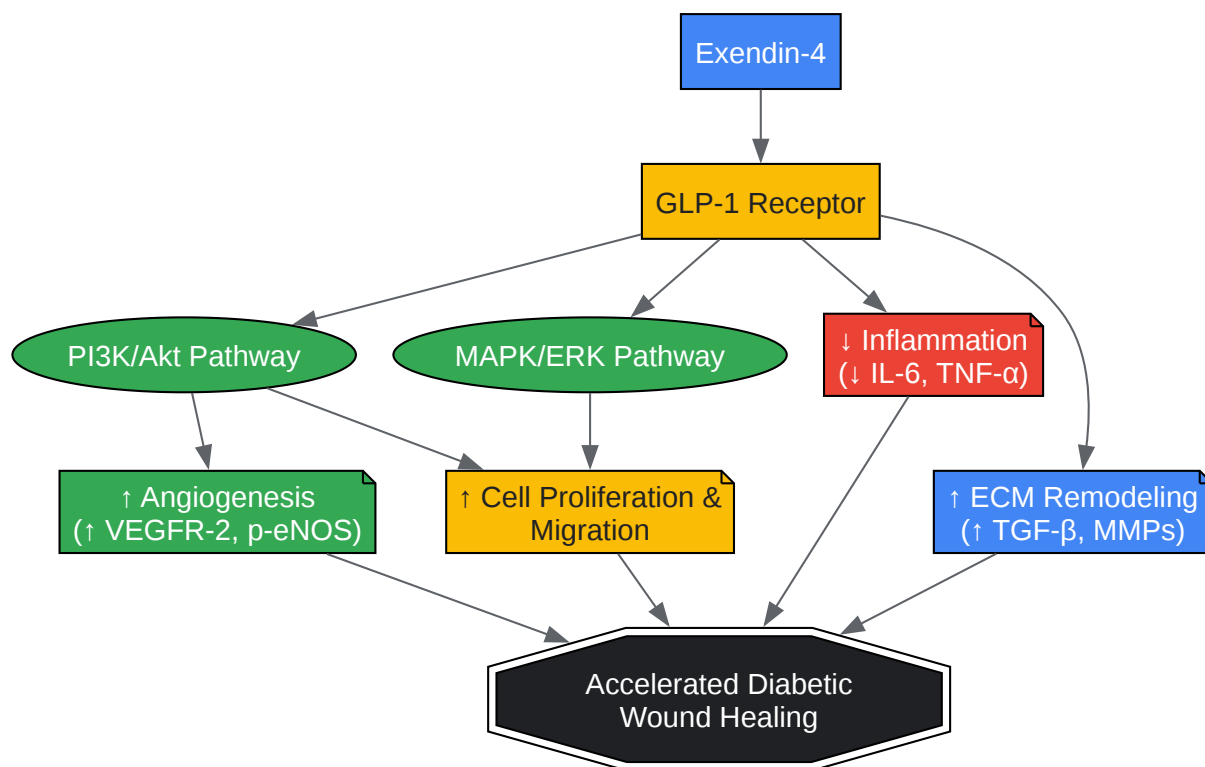 Exendin-4
GLP-1 Receptor
PI3K/Akt Pathway
MAPK/ERK Pathway
↓ Inflammation
(↓ IL-6, TNF-α)
↑ Angiogenesis
(↑ VEGFR-2, p-eNOS)
↑ Cell Proliferation &
Migration
↑ ECM Remodeling
(↑ TGF-β, MMPs)
Accelerated Diabetic
Wound Healing